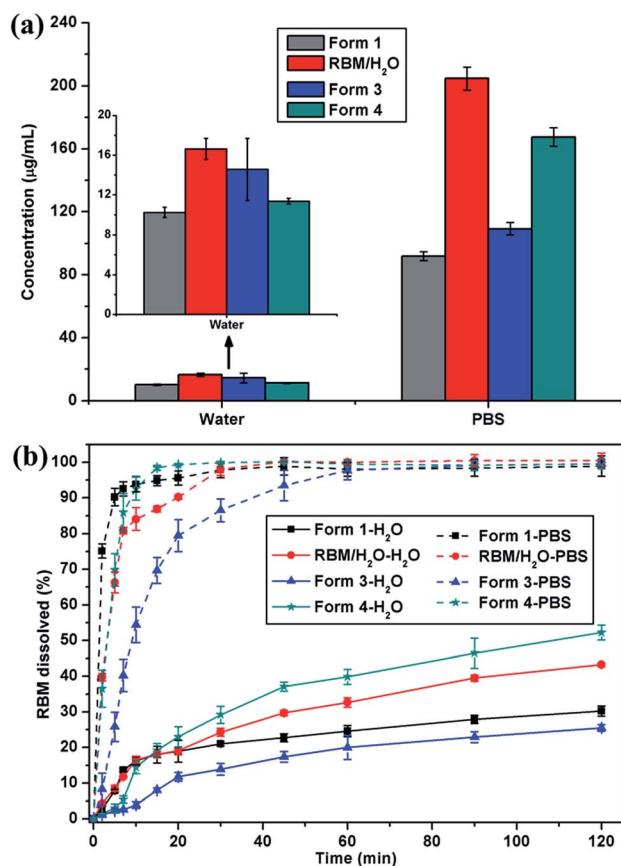 (a)
Form 1
RBM/H₂O
Form 3
Form 4
Concentration (µg/mL)
240
200
160
120
80
40
0
20
16
12
8
4
0
Water
Water
PBS
(b)
RBM dissolved (%)
110
100
90
80
70
60
50
40
30
20
10
0
Form 1-H₂O
RBM/H₂O-H₂O
Form 3-H₂O
Form 4-H₂O
Form 1-PBS
RBM/H₂O-PBS
Form 3-PBS
Form 4-PBS
0 20 40 60 80 100 120
Time (min)